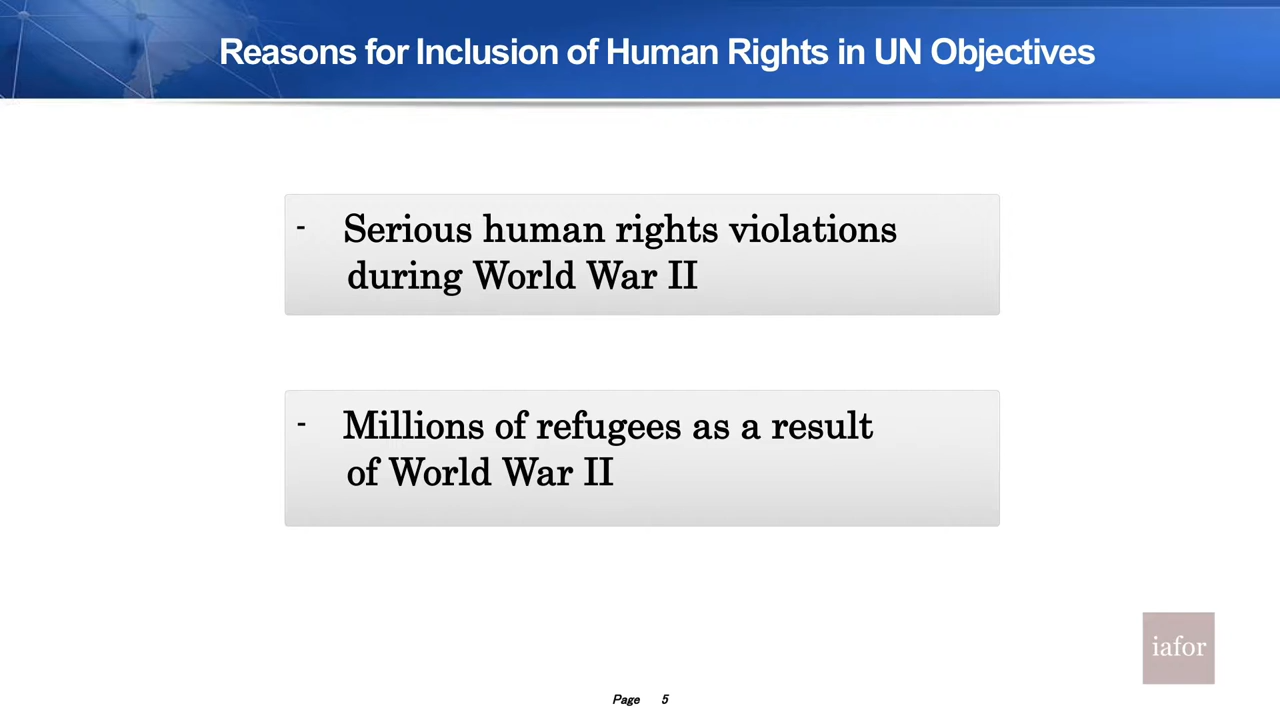 Reasons for Inclusion of Human Rights in UN Objectives
- Serious human rights violations
during World War II
- Millions of refugees as a result
of World War II
iafor
Page 5